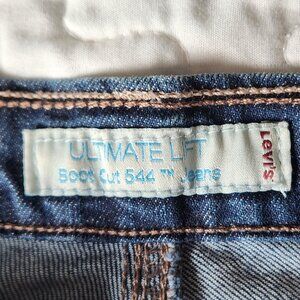 ULTIMATE LIFT
Boot Cut 544 ™ Jeans
Levi's